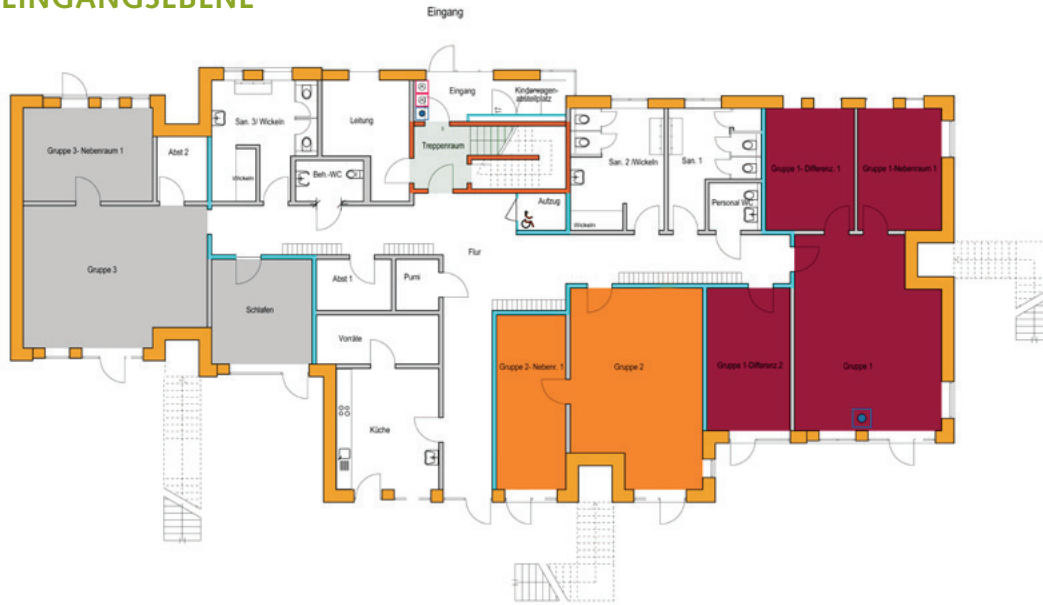 EINGANGSEBENE
Eingang
Eingang
Kinderwagen-
abstellplatz
17
San. 3/ Wickeln
Leitung
Treppenraum
Gruppe 3- Nebenraum 1
Abst 2
Wickeln
Beh.-WC
San. 2 /Wickeln
San. 1
Gruppe 1- Differenz. 1
Gruppe 1-Nebenraum 1
Aufzug
Personal WC
Wickeln
Flur
Gruppe 3
Abst 1
Pumi
Schlafen
Vorräte
Gruppe 2- Nebenr. 1
Gruppe 2
Gruppe 1-Differenz.2
Gruppe 1
Küche